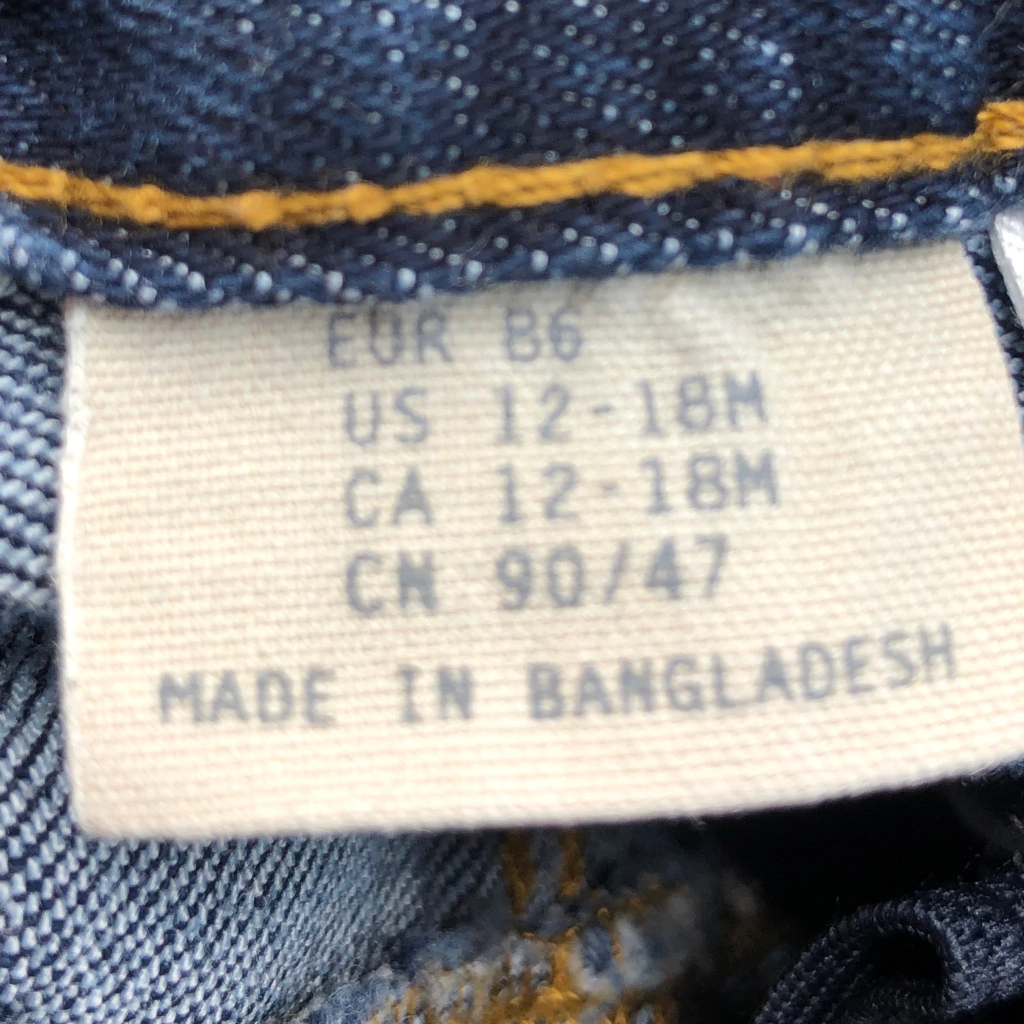 EUR 86
US 12-18M
CA 12-18M
CN 90/47
MADE IN BANGLADESH